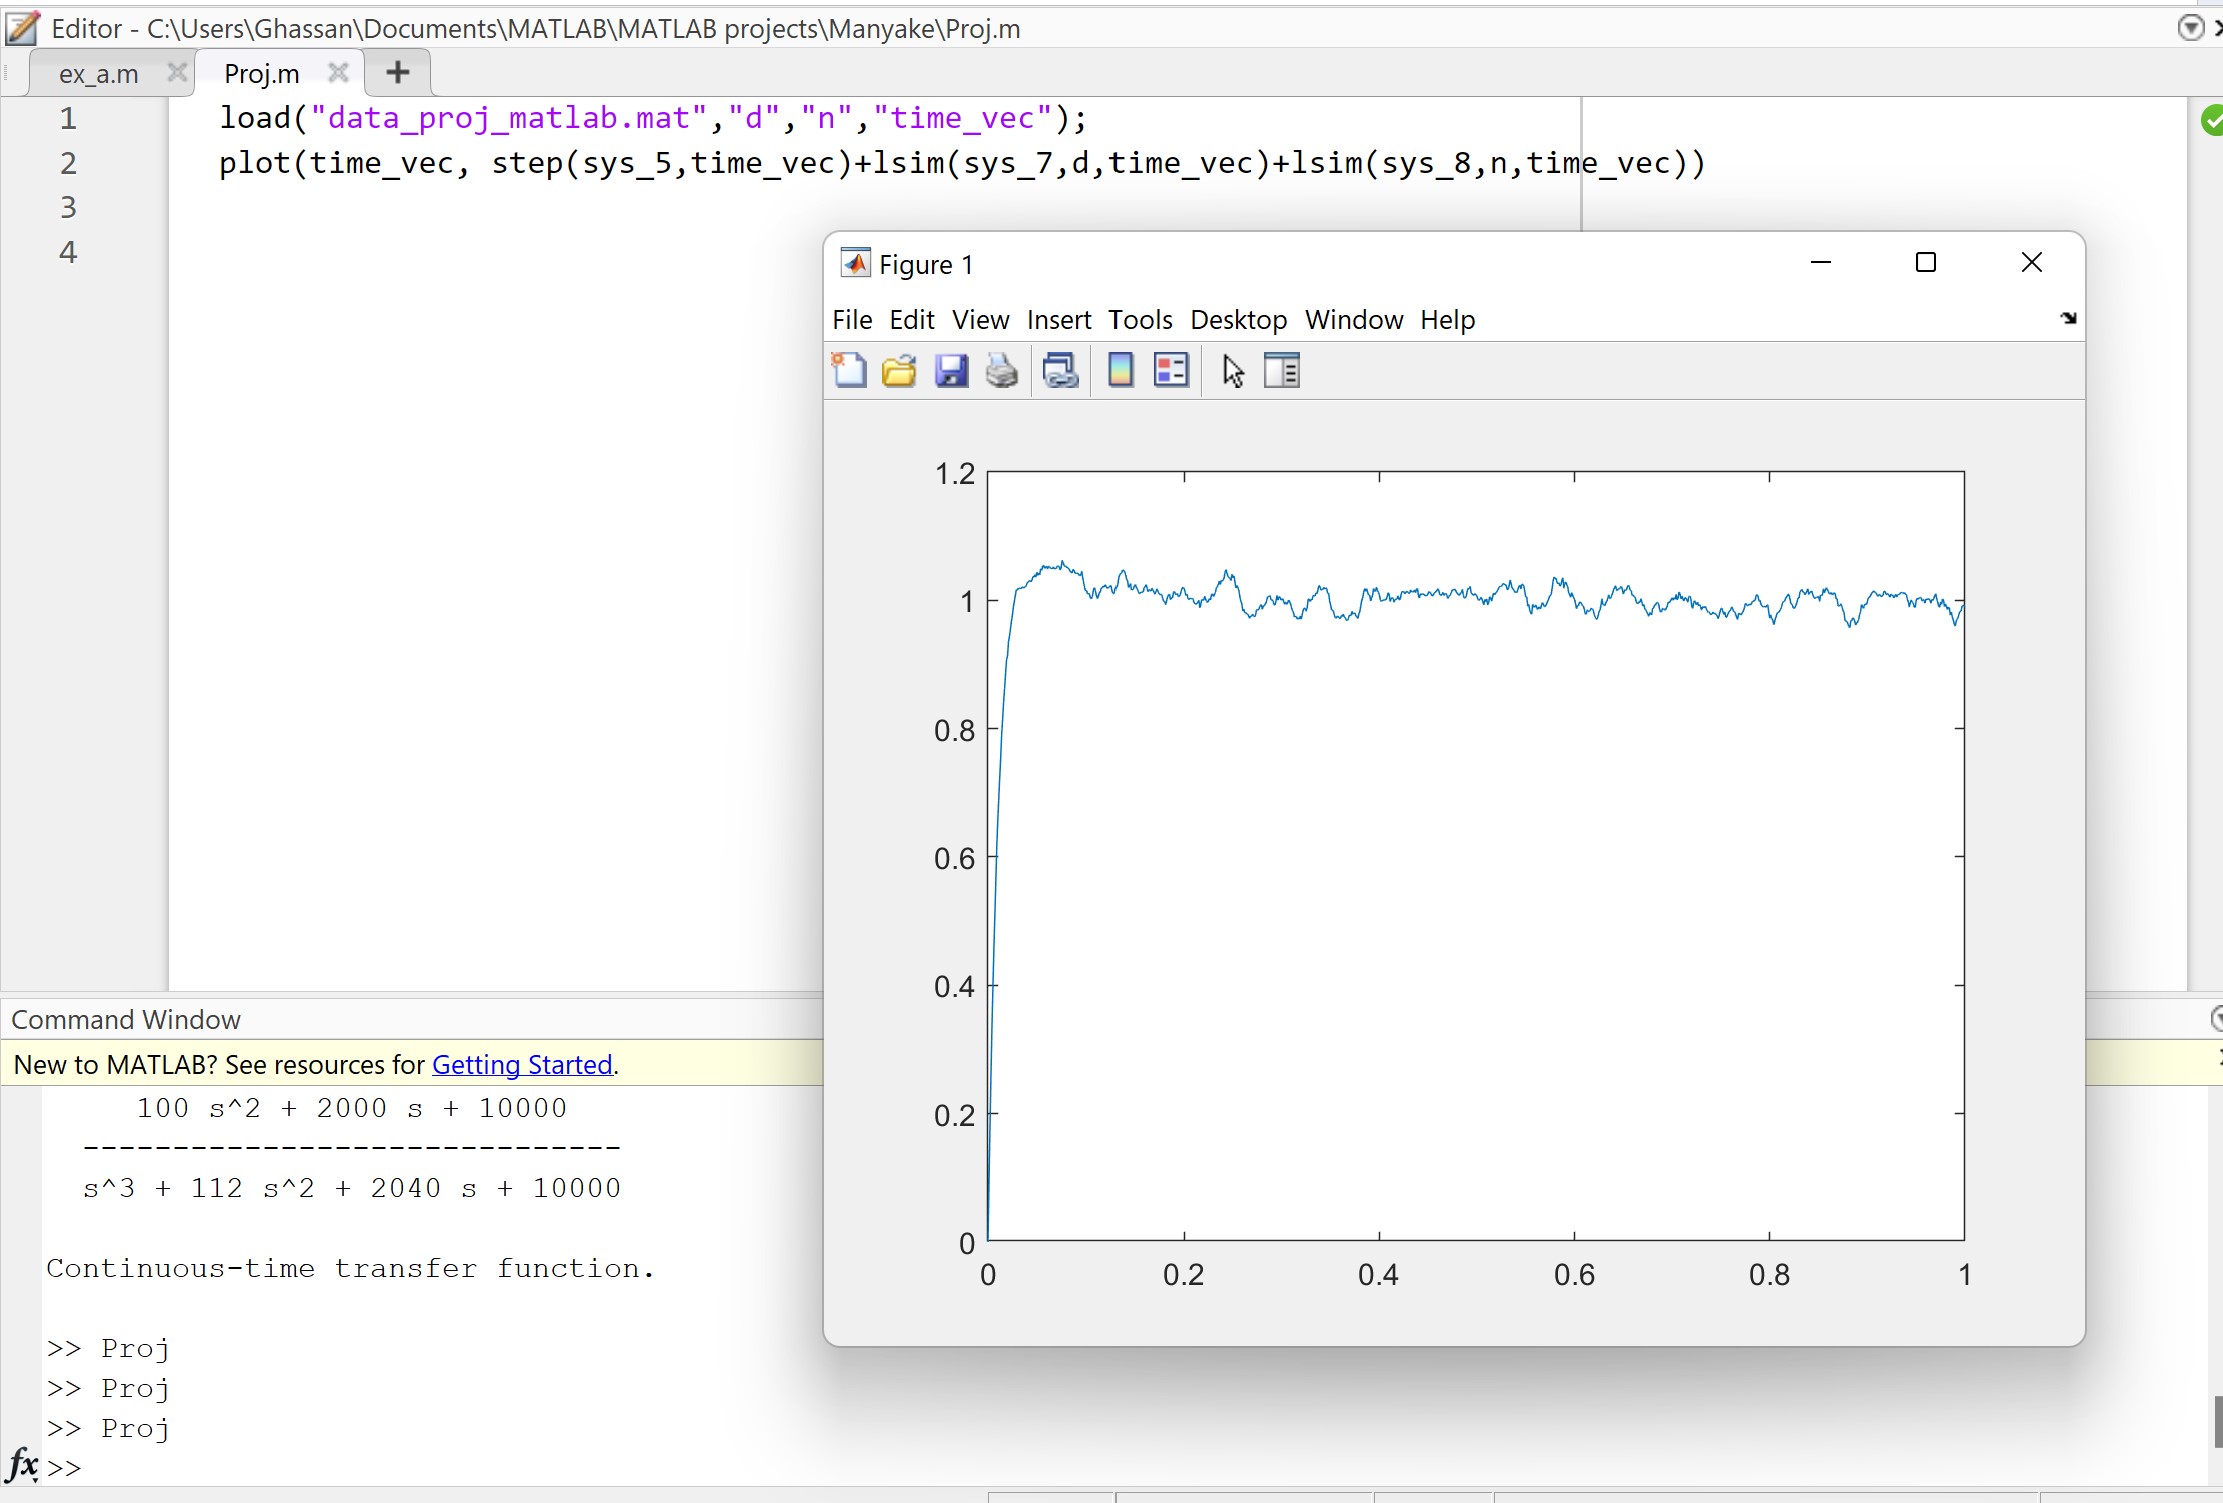 Editor - C:\Users\Ghassan\Documents\MATLAB\MATLAB projects\Manyake\Proj.m
ex_a.m Proj.m +
1 load("data_proj_matlab.mat","d","n","time_vec");
2 plot(time_vec, step(sys_5,time_vec)+lsim(sys_7,d,time_vec)+lsim(sys_8,n,time_vec))
3
4
Figure 1
File Edit View Insert Tools Desktop Window Help
1.2
1
0.8
0.6
0.4
0.2
0
0 0.2 0.4 0.6 0.8 1
Command Window
New to MATLAB? See resources for Getting Started.
100 s^2 + 2000 s + 10000
------------------------------
s^3 + 112 s^2 + 2040 s + 10000
Continuous-time transfer function.
>> Proj
>> Proj
>> Proj
fx >>